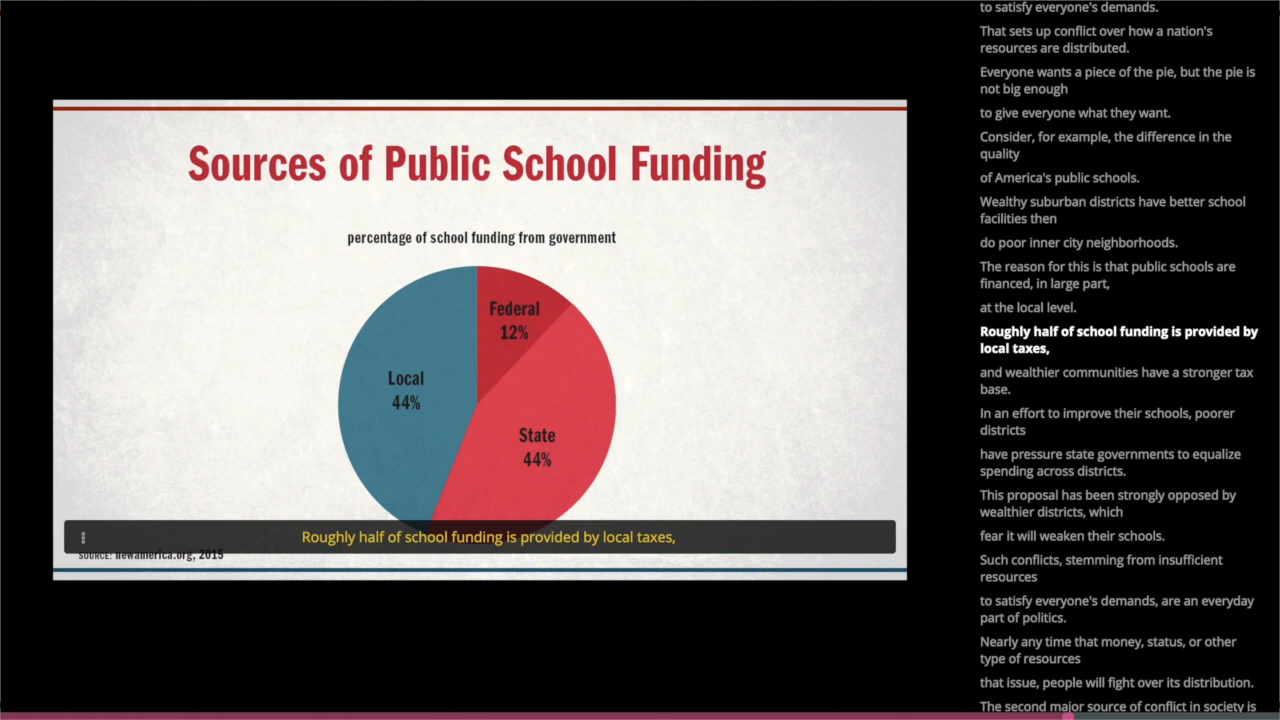 Sources of Public School Funding
percentage of school funding from government
Federal
12%
Local
44%
State
44%
Roughly half of school funding is provided by local taxes,
SOURCE: newamerica.org, 2015
to satisfy everyone's demands.
That sets up conflict over how a nation's
resources are distributed.
Everyone wants a piece of the pie, but the pie is
not big enough
to give everyone what they want.
Consider, for example, the difference in the
quality
of America's public schools.
Wealthy suburban districts have better school
facilities then
do poor inner city neighborhoods.
The reason for this is that public schools are
financed, in large part,
at the local level.
Roughly half of school funding is provided by
local taxes,
and wealthier communities have a stronger tax
base.
In an effort to improve their schools, poorer
districts
have pressure state governments to equalize
spending across districts.
This proposal has been strongly opposed by
wealthier districts, which
fear it will weaken their schools.
Such conflicts, stemming from insufficient
resources
to satisfy everyone's demands, are an everyday
part of politics.
Nearly any time that money, status, or other
type of resources
that issue, people will fight over its distribution.
The second major source of conflict in society is